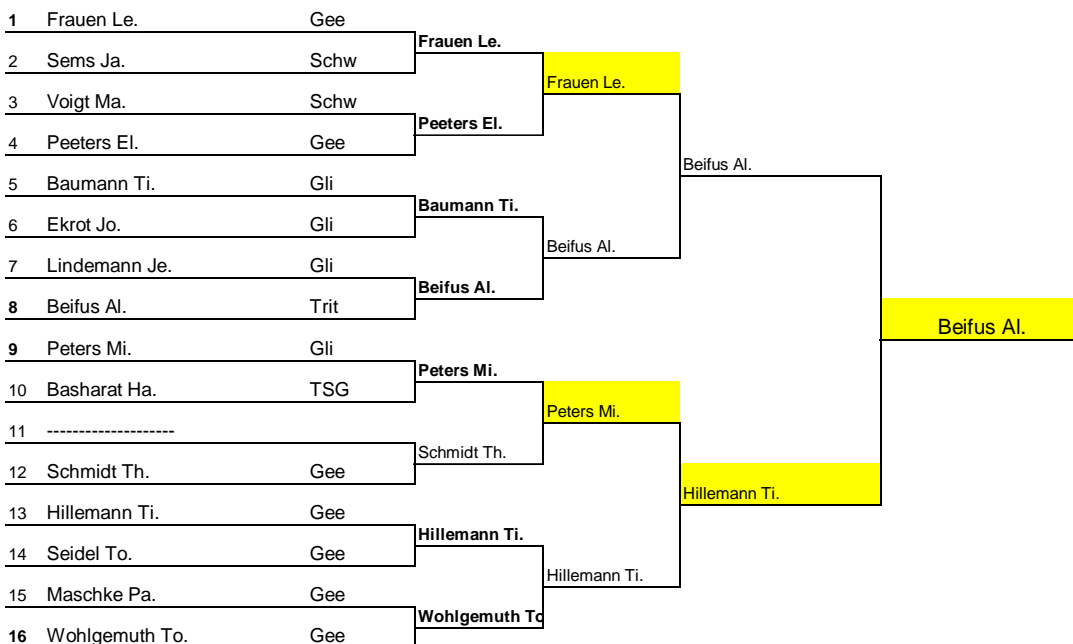 1 Frauen Le. Gee
Frauen Le.
2 Sems Ja. Schw
Frauen Le.
3 Voigt Ma. Schw
Peeters El.
4 Peeters El. Gee
Beifus Al.
5 Baumann Ti. Gli
Baumann Ti.
6 Ekrot Jo. Gli
Beifus Al.
7 Lindemann Je. Gli
Beifus Al.
8 Beifus Al. Trit
Beifus Al.
9 Peters Mi. Gli
Peters Mi.
10 Basharat Ha. TSG
Peters Mi.
11 --------------------
Schmidt Th.
12 Schmidt Th. Gee
Hillemann Ti.
13 Hillemann Ti. Gee
Hillemann Ti.
14 Seidel To. Gee
Hillemann Ti.
15 Maschke Pa. Gee
Wohlgemuth To
16 Wohlgemuth To. Gee